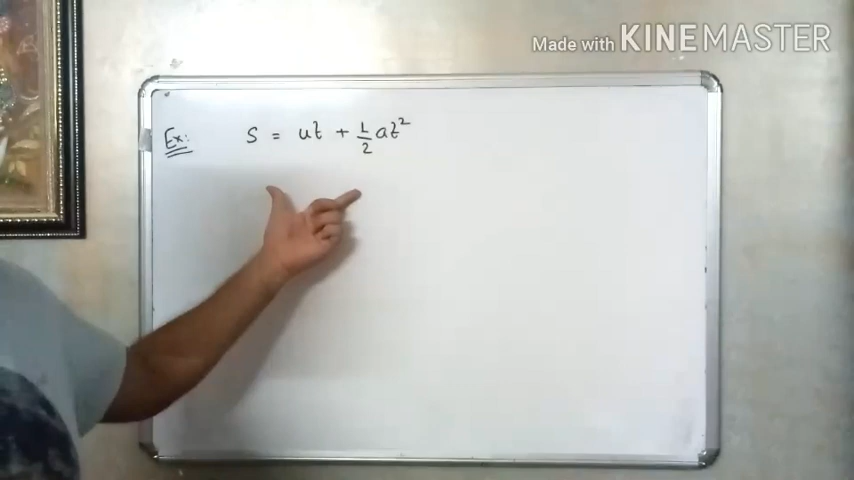 Made with KINEMASTER
Ex: S = ut + 1/2 at²